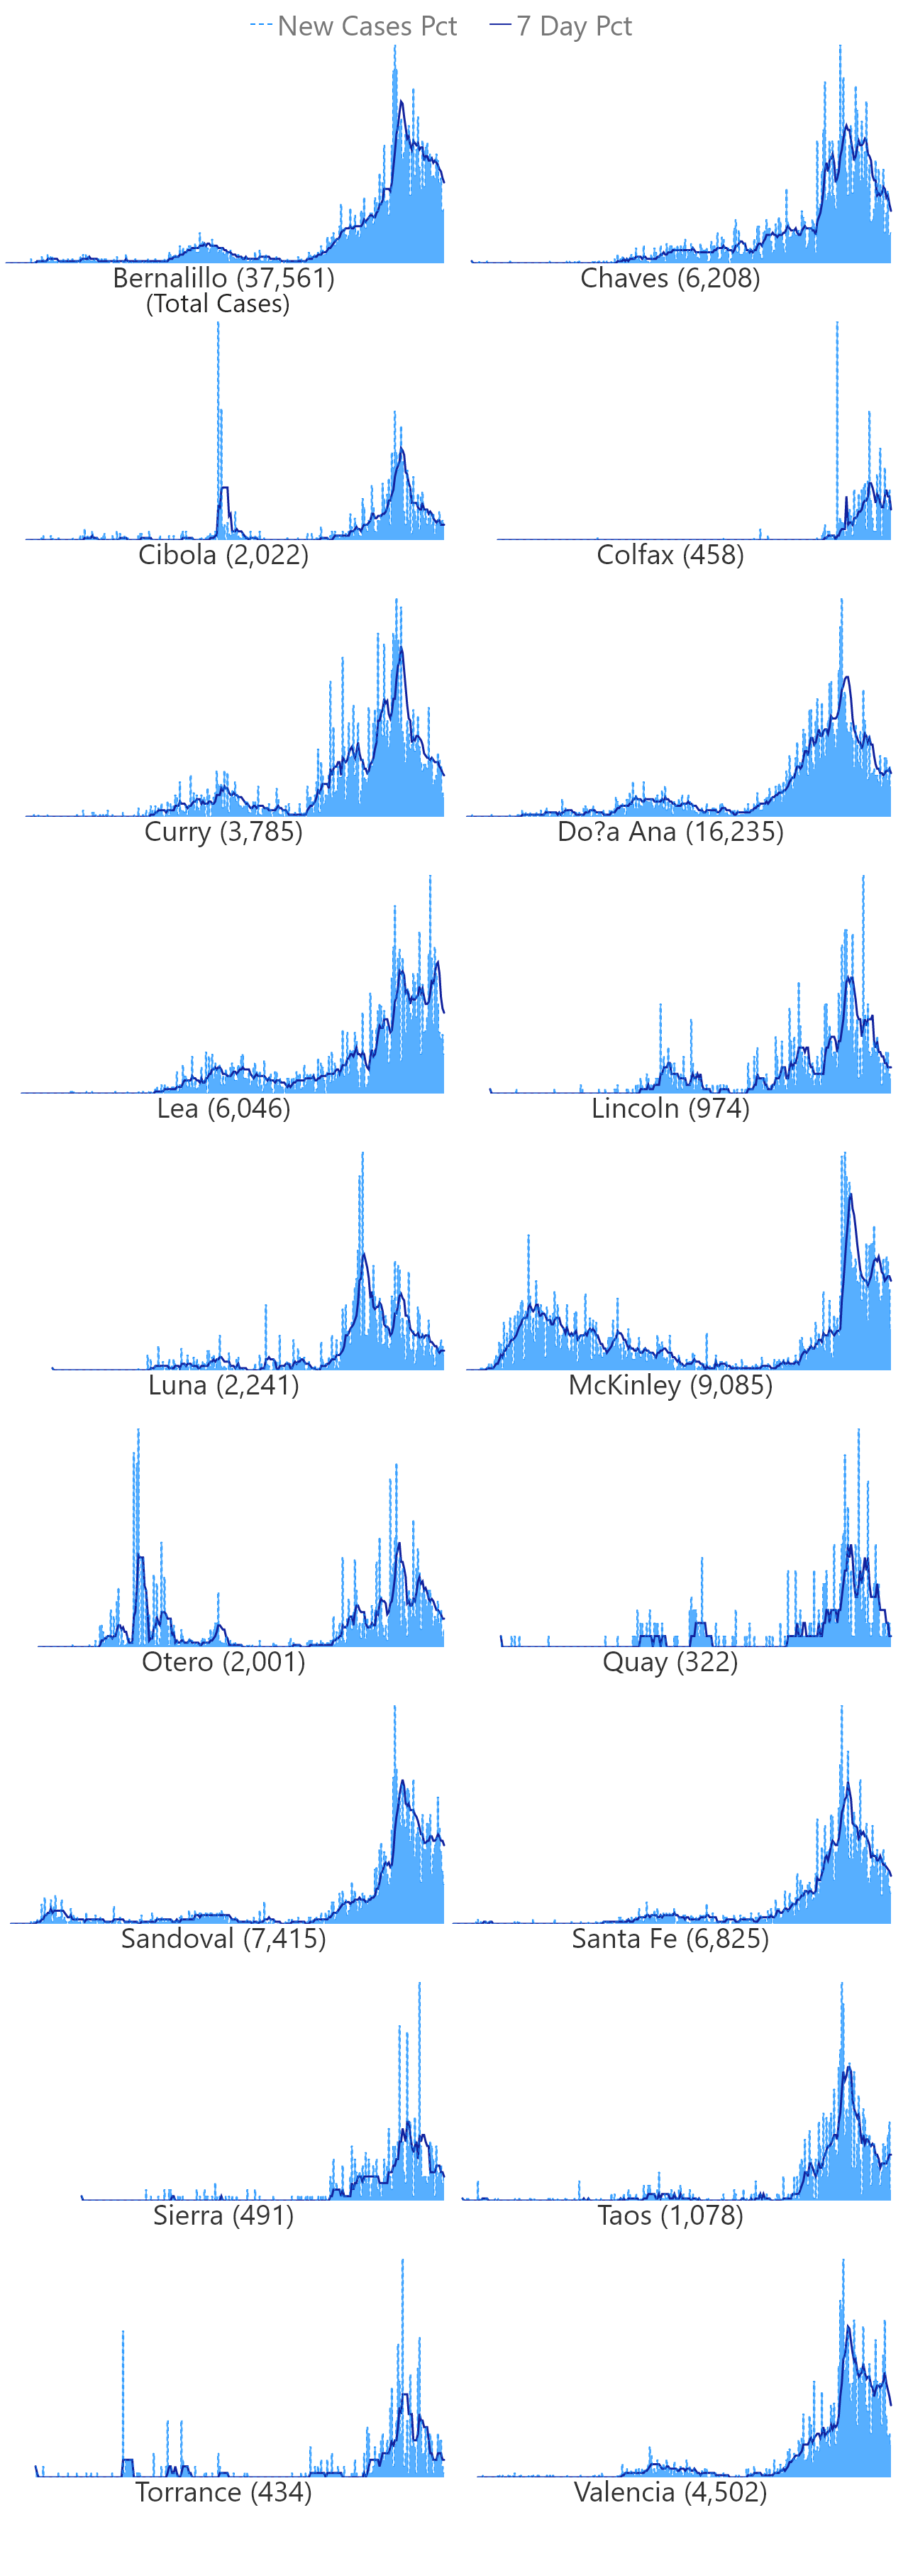 New Cases Pct 7 Day Pct
Bernalillo (37,561) Chaves (6,208)
(Total Cases)
Cibola (2,022) Colfax (458)
Curry (3,785) Do?a Ana (16,235)
Lea (6,046) Lincoln (974)
Luna (2,241) McKinley (9,085)
Otero (2,001) Quay (322)
Sandoval (7,415) Santa Fe (6,825)
Sierra (491) Taos (1,078)
Torrance (434) Valencia (4,502)